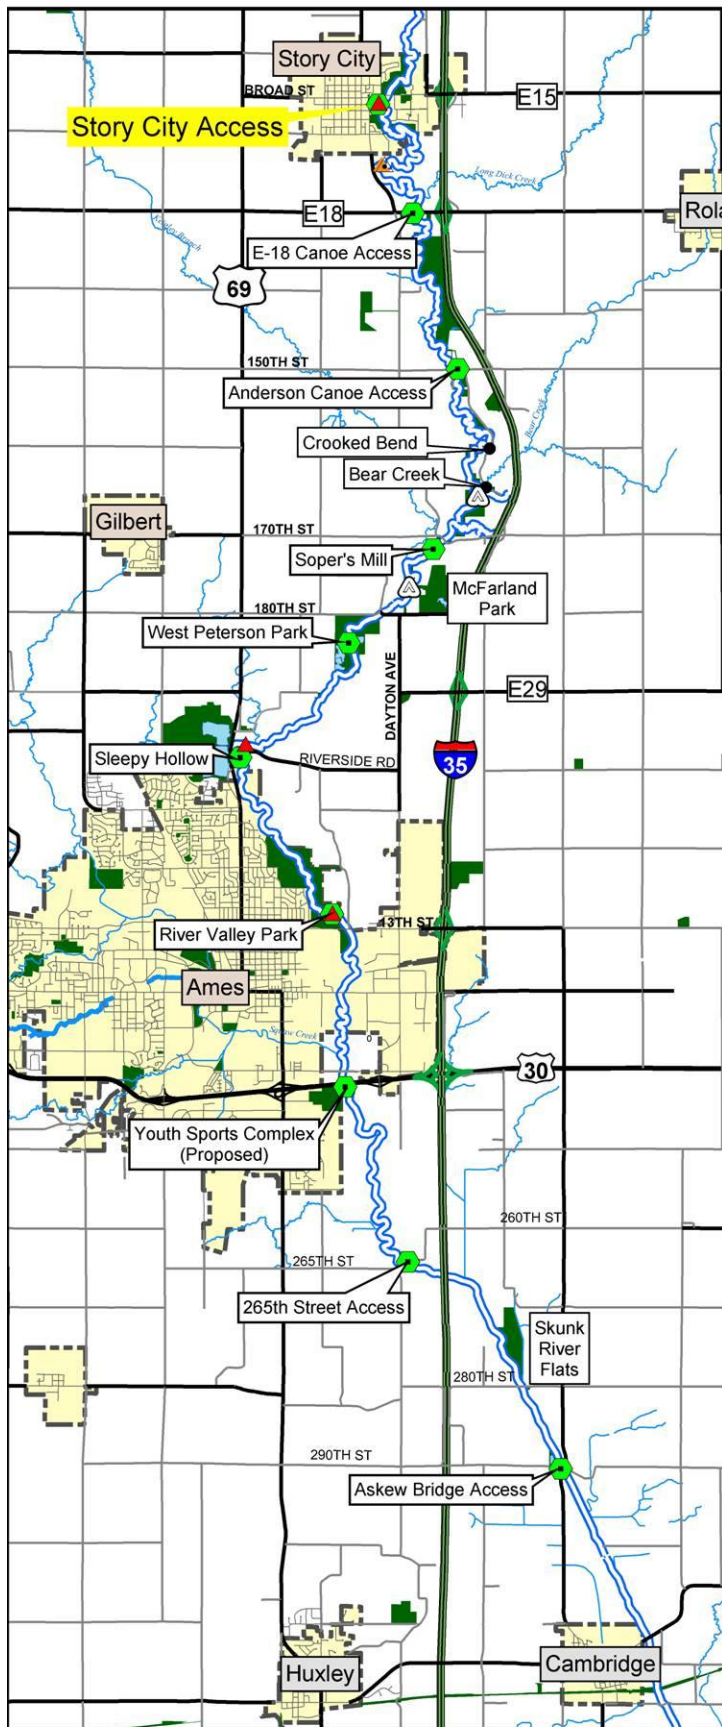 Story City
BROAD ST
E15
Story City Access
Long Dick Creek
Rola
E18
Keigley Branch
E-18 Canoe Access
69
150TH ST
Anderson Canoe Access
Crooked Bend
Bear Creek
Bear Creek
Gilbert
170TH ST
Soper's Mill
McFarland
Park
180TH ST
West Peterson Park
DAYTON AVE
E29
Sleepy Hollow
RIVERSIDE RD
35
River Valley Park
13TH ST
Ames
Squaw Creek
0
30
Youth Sports Complex
(Proposed)
260TH ST
265TH ST
265th Street Access
Skunk
River
Flats
280TH ST
290TH ST
Askew Bridge Access
Huxley
Cambridge